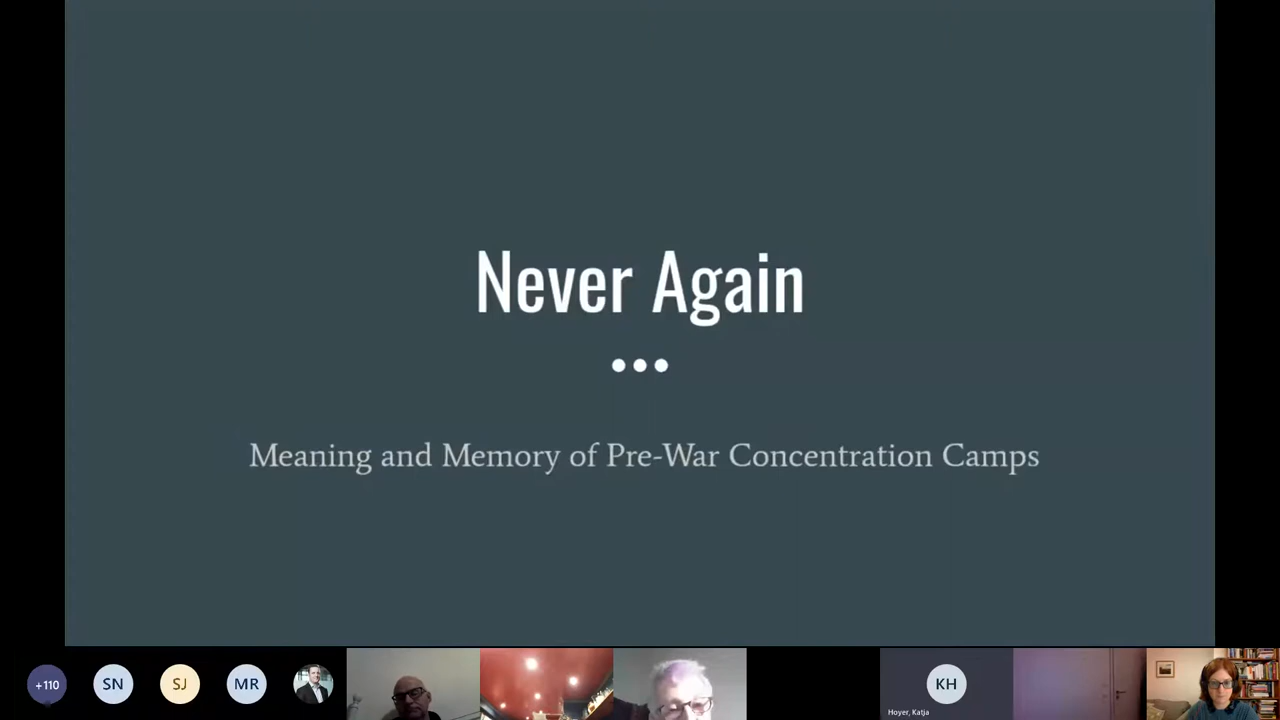 Never Again
Meaning and Memory of Pre-War Concentration Camps
+110
SN
SJ
MR
KH
Hoyer, Katja